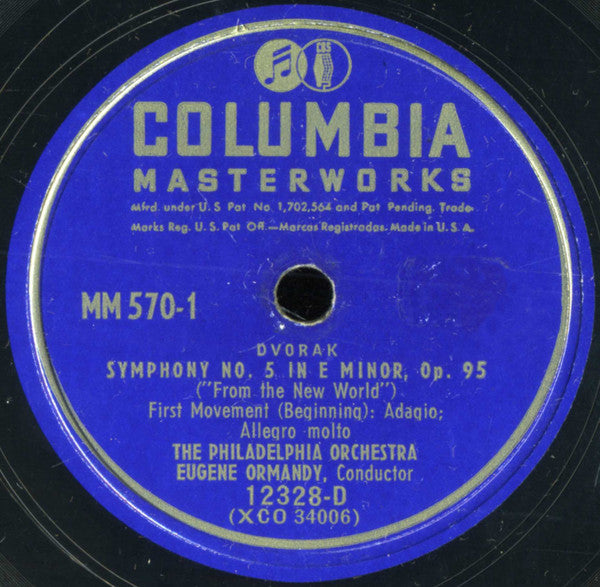 CBS
COLUMBIA
MASTERWORKS
Mfrd. under U.S. Pat. No. 1,702,564 and Pat. Pending. Trade-
Marks Reg. U.S. Pat. Off.—Marcas Registradas. Made in U.S.A.
MM 570-1
DVORAK
SYMPHONY NO. 5 IN E MINOR, Op. 95
("From the New World")
First Movement (Beginning): Adagio;
Allegro molto
THE PHILADELPHIA ORCHESTRA
EUGENE ORMANDY, Conductor
12328-D
(XCO 34006)